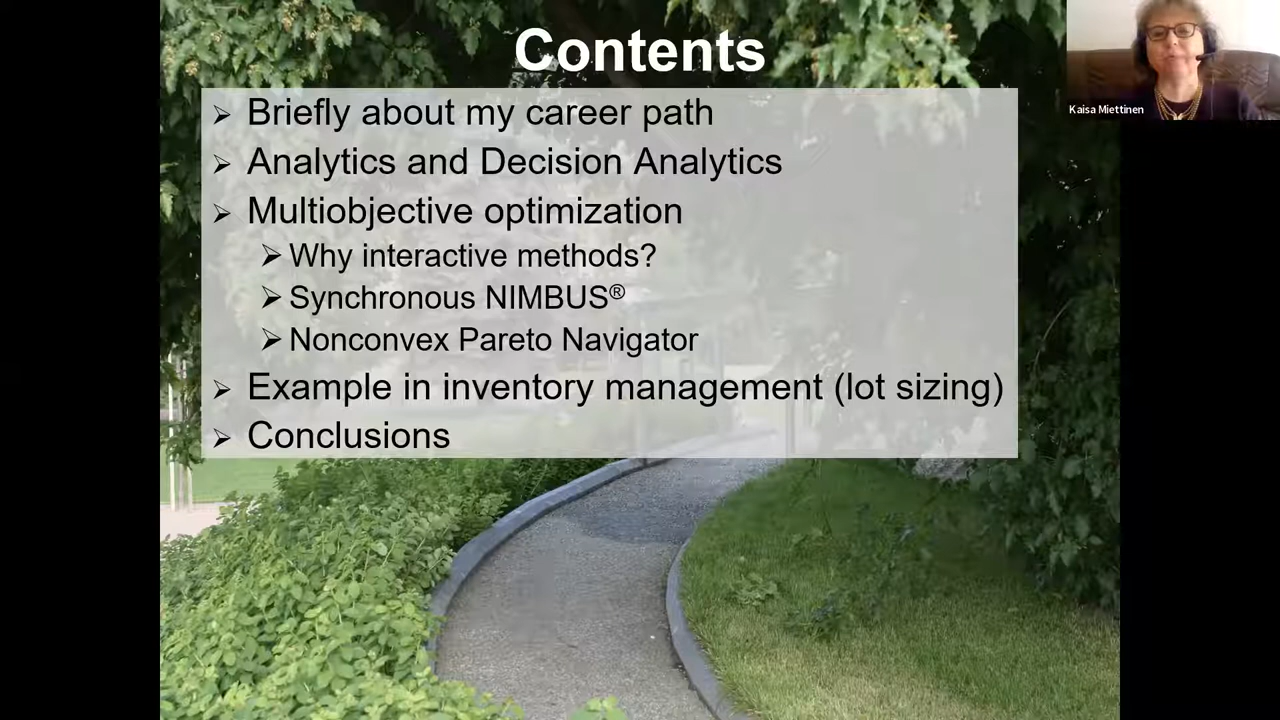 Contents
Kaisa Miettinen
➢ Briefly about my career path
➢ Analytics and Decision Analytics
➢ Multiobjective optimization
➢ Why interactive methods?
➢ Synchronous NIMBUS®
➢ Nonconvex Pareto Navigator
➢ Example in inventory management (lot sizing)
➢ Conclusions